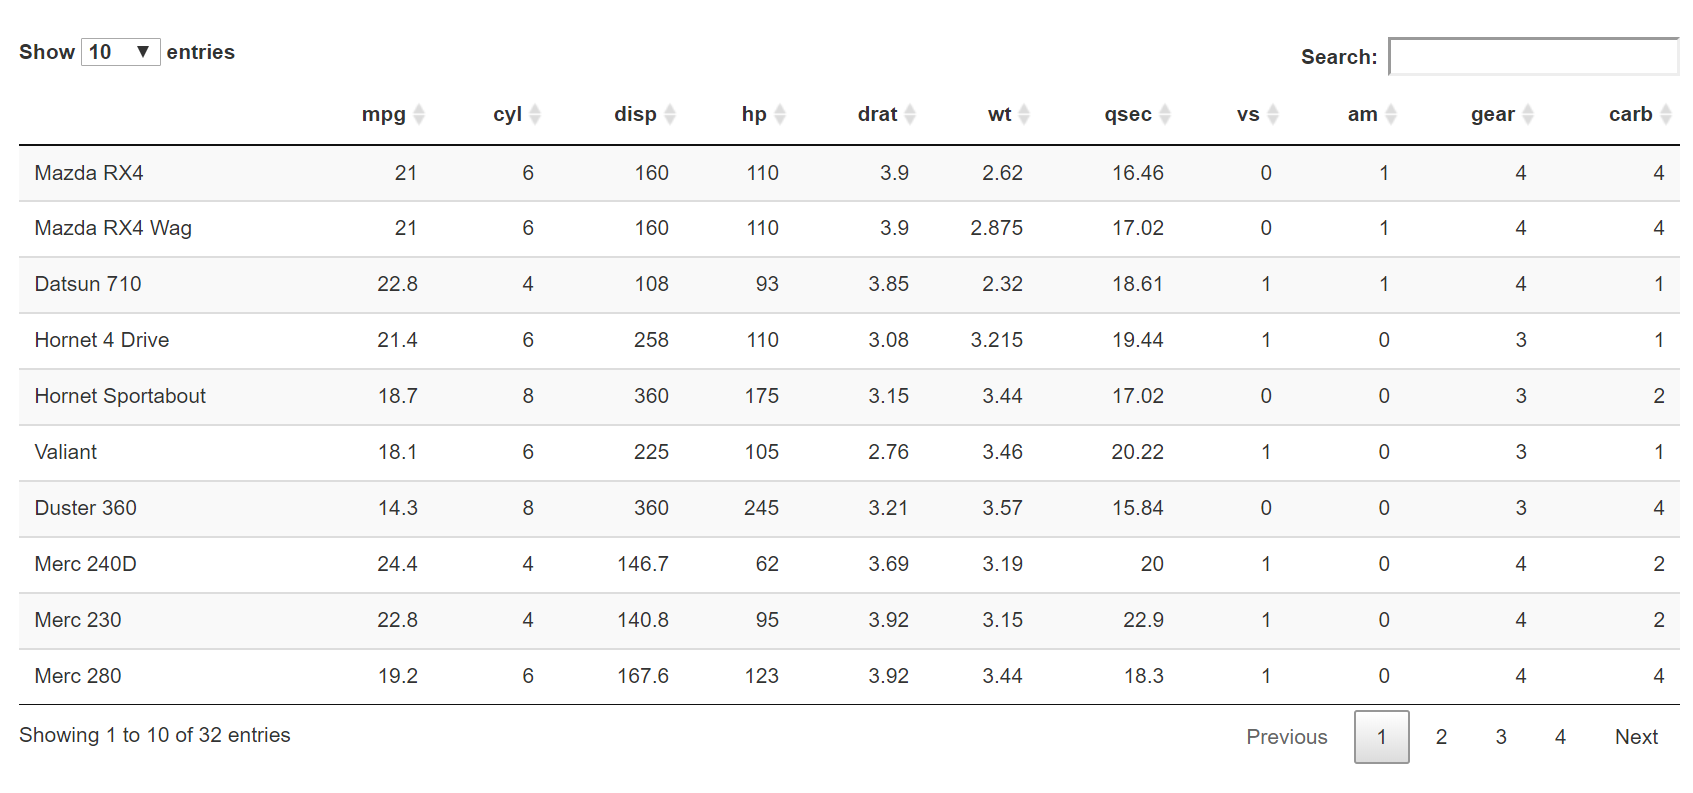 Show 10 ▼ entries Search:
mpg cyl disp hp drat wt qsec vs am gear carb
Mazda RX4 21 6 160 110 3.9 2.62 16.46 0 1 4 4
Mazda RX4 Wag 21 6 160 110 3.9 2.875 17.02 0 1 4 4
Datsun 710 22.8 4 108 93 3.85 2.32 18.61 1 1 4 1
Hornet 4 Drive 21.4 6 258 110 3.08 3.215 19.44 1 0 3 1
Hornet Sportabout 18.7 8 360 175 3.15 3.44 17.02 0 0 3 2
Valiant 18.1 6 225 105 2.76 3.46 20.22 1 0 3 1
Duster 360 14.3 8 360 245 3.21 3.57 15.84 0 0 3 4
Merc 240D 24.4 4 146.7 62 3.69 3.19 20 1 0 4 2
Merc 230 22.8 4 140.8 95 3.92 3.15 22.9 1 0 4 2
Merc 280 19.2 6 167.6 123 3.92 3.44 18.3 1 0 4 4
Showing 1 to 10 of 32 entries Previous 1 2 3 4 Next